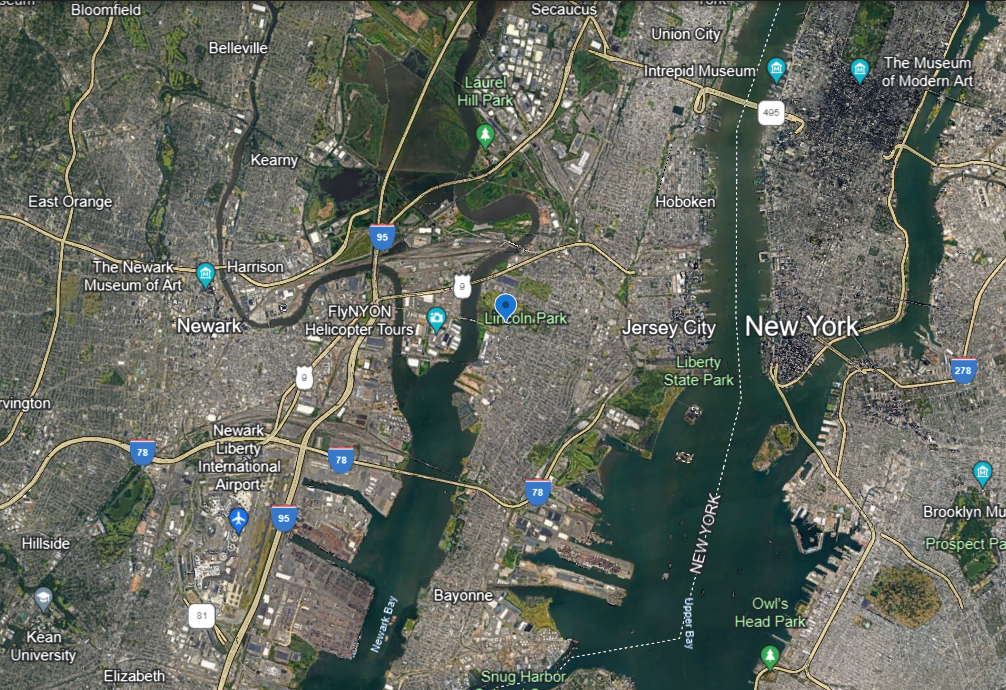 Bloomfield
Secaucus
Belleville
Union City
Intrepid Museum
The Museum
of Modern Art
Laurel
Hill Park
495
Kearny
East Orange
Hoboken
95
The Newark
Museum of Art
Harrison
9
FlyNYON
Helicopter Tours
Lincoln Park
Newark
Jersey City
New York
Liberty
State Park
278
9
Newark
Liberty
International
Airport
78
78
78
95
Brooklyn Mu
Prospect Pa
NEW YORK
Hillside
Bayonne
Newark Bay
Upper Bay
Owl's
Head Park
81
Kean
University
Elizabeth
Snug Harbor